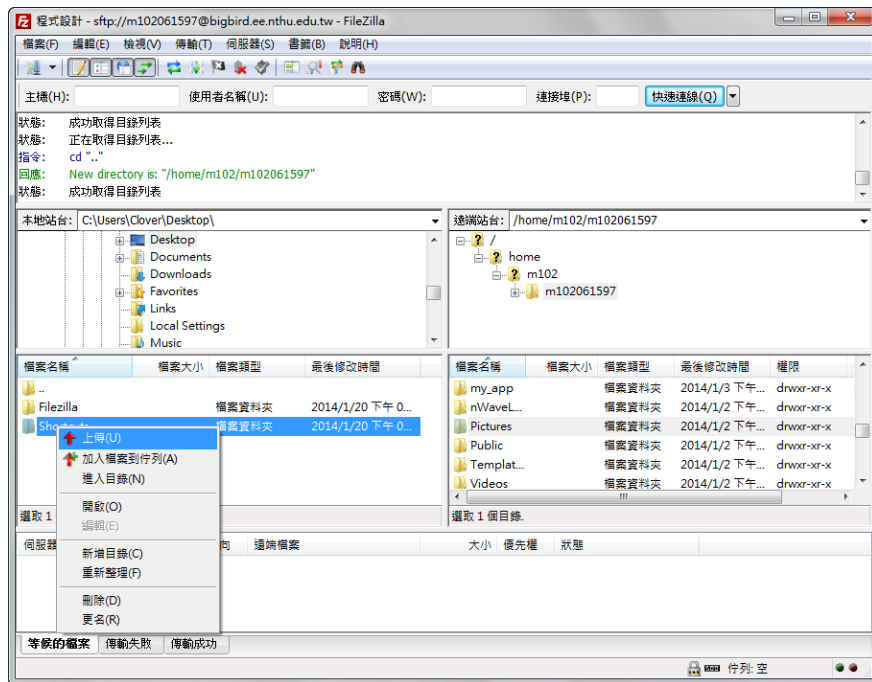 程式設計 - sftp://m102061597@bigbird.ee.nthu.edu.tw - FileZilla
檔案(F) 編輯(E) 檢視(V) 傳輸(T) 伺服器(S) 書籤(B) 說明(H)
主機(H): 使用者名稱(U): 密碼(W): 連接埠(P): 快速連線(Q)
狀態: 成功取得目錄列表
狀態: 正在取得目錄列表...
指令: cd ".."
回應: New directory is: "/home/m102/m102061597"
狀態: 成功取得目錄列表
本地站台: C:\Users\Clover\Desktop\
Desktop
Documents
Downloads
Favorites
Links
Local Settings
Music
遠端站台: /home/m102/m102061597
/
home
m102
m102061597
檔案名稱 檔案大小 檔案類型 最後修改時間
..
Filezilla 檔案資料夾 2014/1/20 下午 0...
檔案資料夾 2014/1/20 下午 0...
選取 1
檔案名稱 檔案大小 檔案類型 最後修改時間 權限
my_app 檔案資料夾 2014/1/3 下午... drwxr-xr-x
nWaveL... 檔案資料夾 2014/1/2 下午... drwxr-xr-x
Pictures 檔案資料夾 2014/1/2 下午... drwxr-xr-x
Public 檔案資料夾 2014/1/2 下午... drwxr-xr-x
Templat... 檔案資料夾 2014/1/2 下午... drwxr-xr-x
Videos 檔案資料夾 2014/1/2 下午... drwxr-xr-x
選取 1 個目錄.
上傳(U)
加入檔案到佇列(A)
進入目錄(N)
開啟(O)
編輯(E)
新增目錄(C)
重新整理(F)
刪除(D)
更名(R)
伺服器 向 遠端檔案 大小 優先權 狀態
等候的檔案 傳輸失敗 傳輸成功
佇列: 空